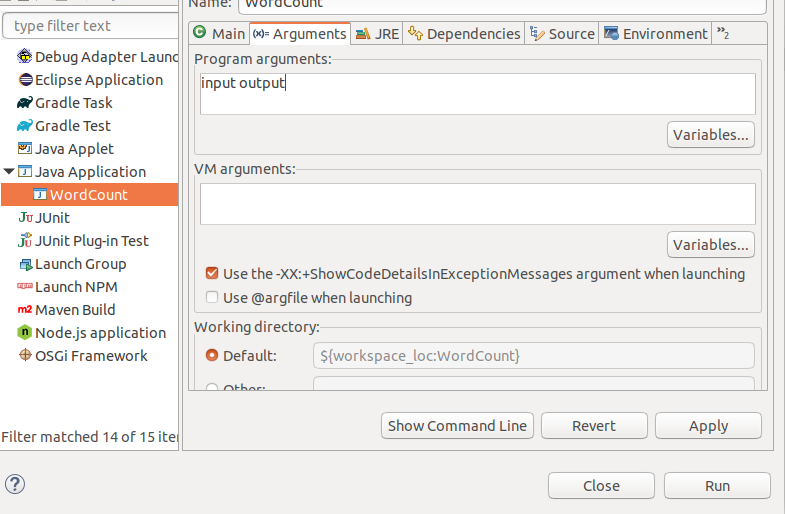 Name: WordCount
type filter text
Debug Adapter Launc
Eclipse Application
Gradle Task
Gradle Test
Java Applet
Java Application
WordCount
JUnit
JUnit Plug-in Test
Launch Group
Launch NPM
Maven Build
Node.js application
OSGi Framework
Filter matched 14 of 15 iter
Main (x)= Arguments JRE Dependencies Source Environment »2
Program arguments:
input output
Variables...
VM arguments:
Variables...
Use the -XX:+ShowCodeDetailsInExceptionMessages argument when launching
Use @argfile when launching
Working directory:
Default: ${workspace_loc:WordCount}
Other:
Show Command Line Revert Apply
? Close Run